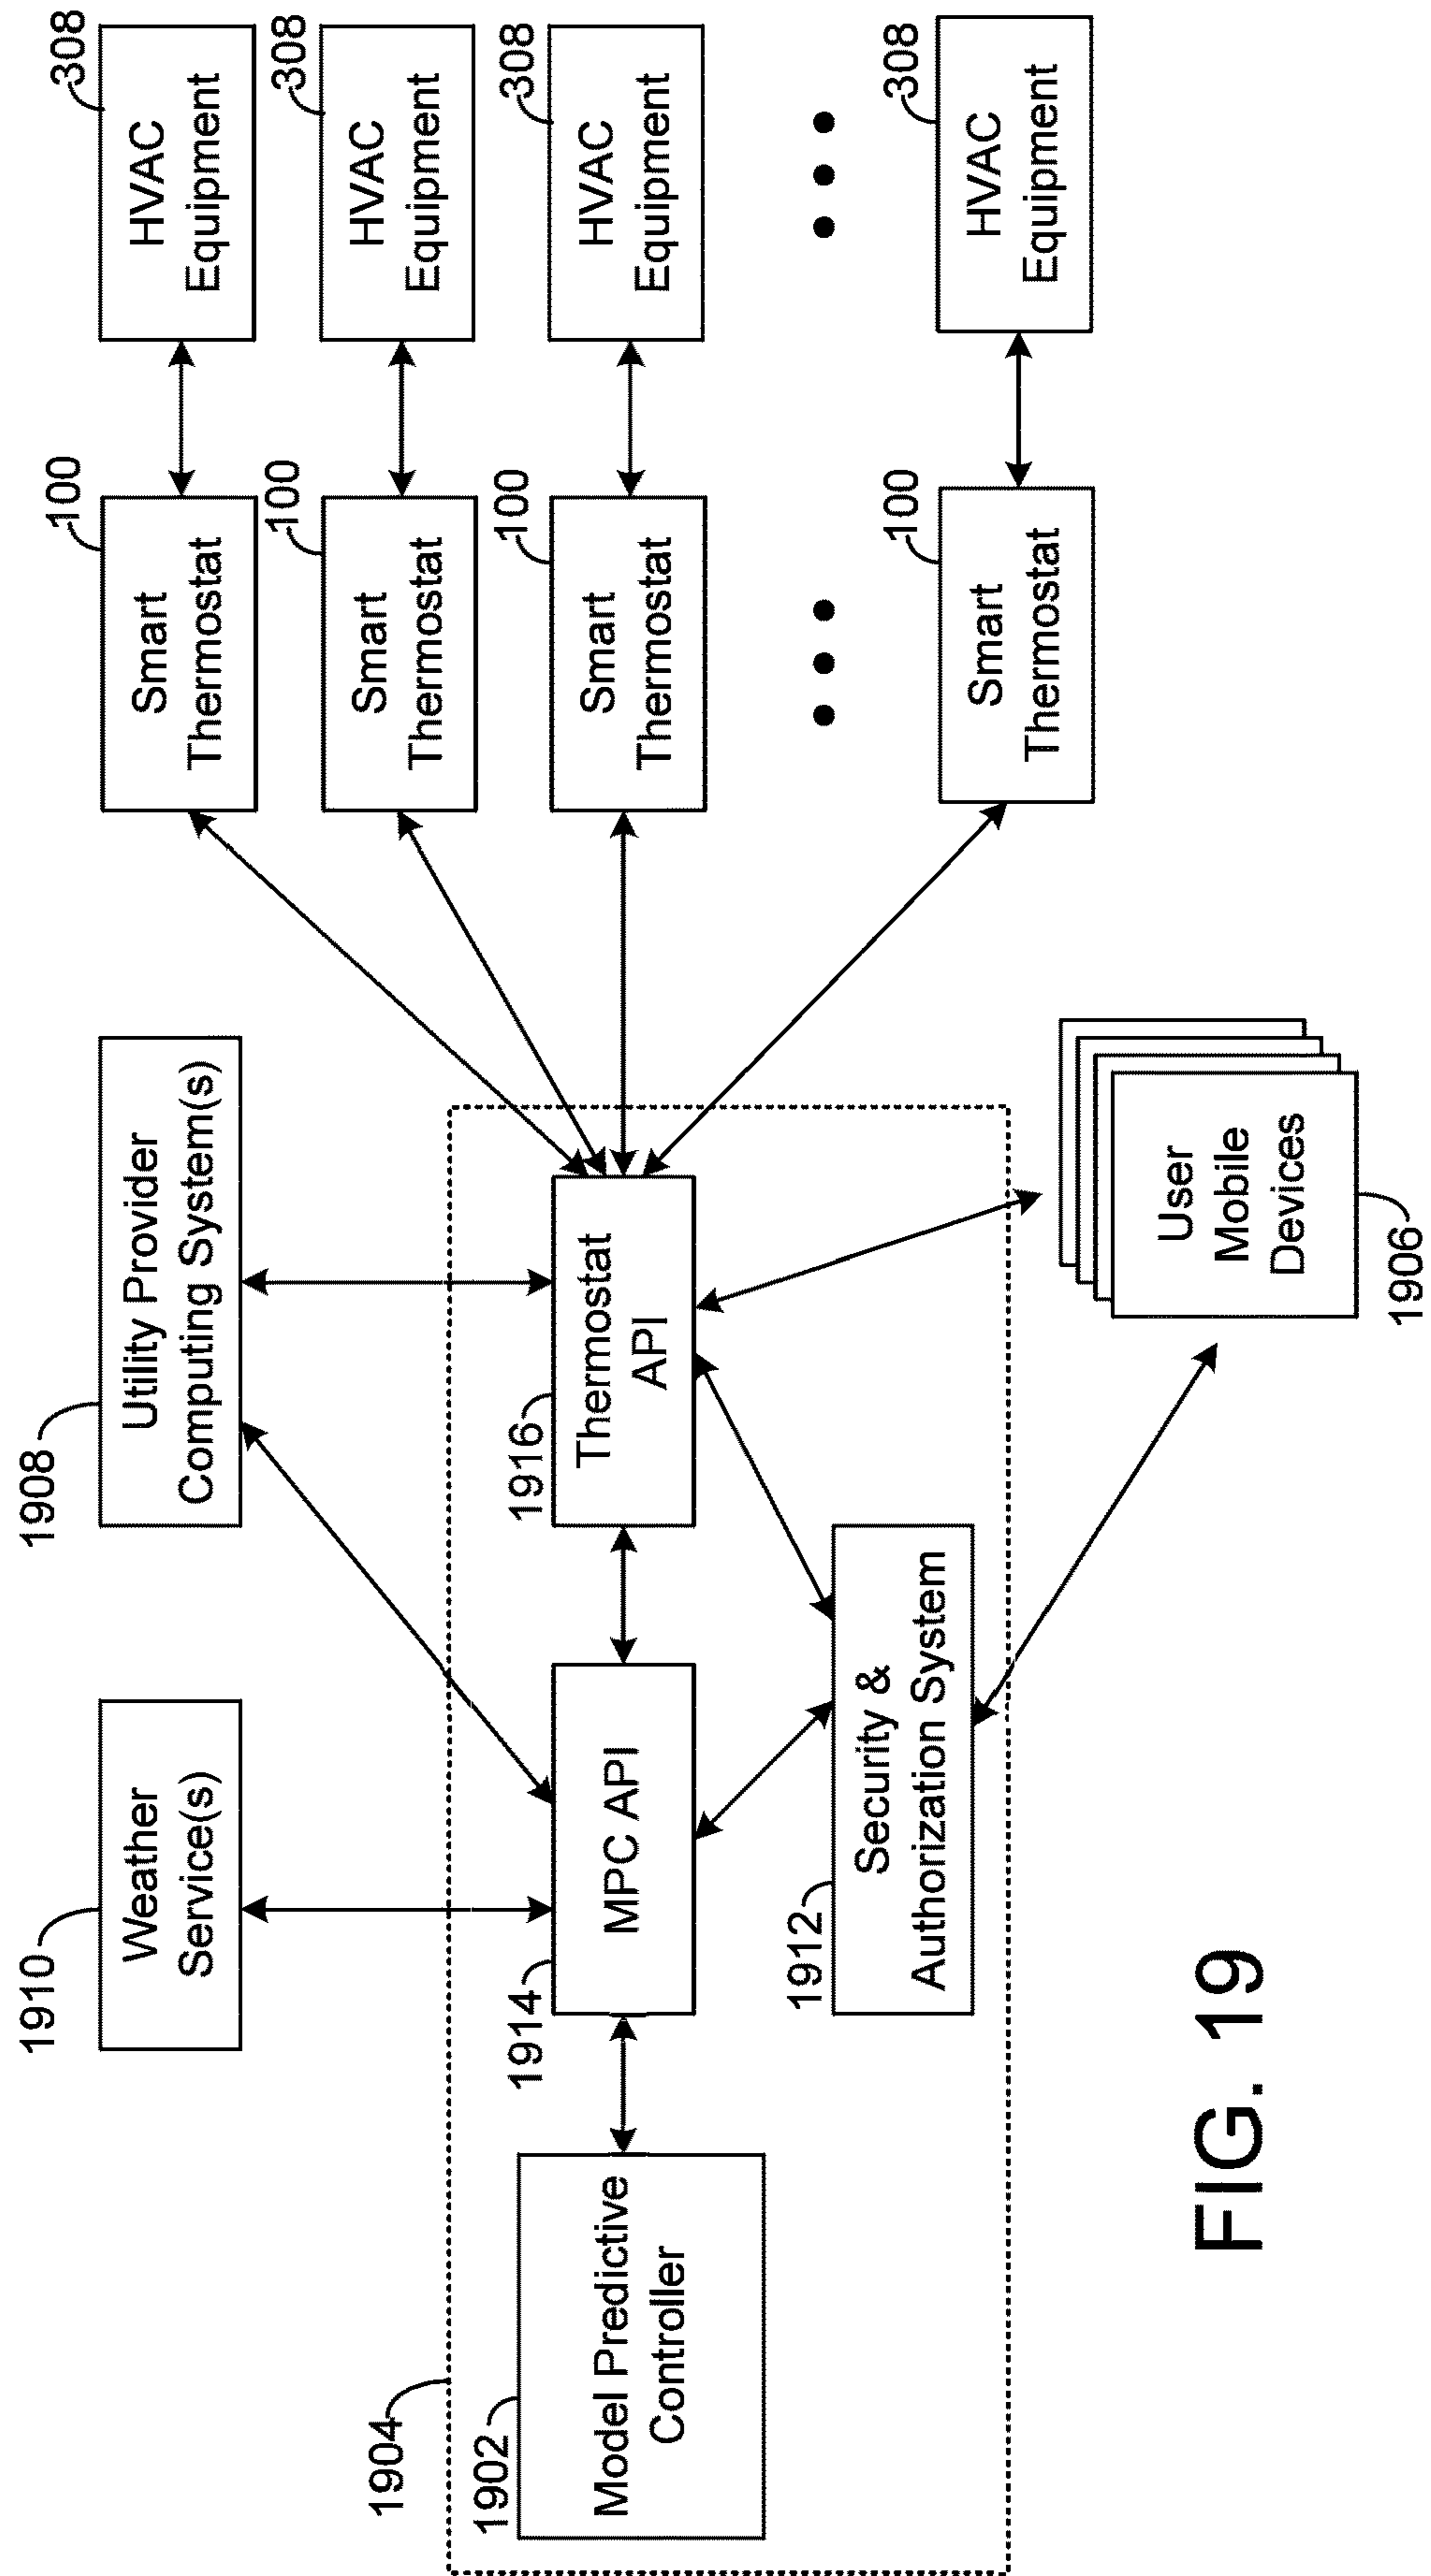 1910
Weather
Service(s)
1908
Utility Provider
Computing System(s)
1904
1902
Model Predictive
Controller
1914
MPC API
1916
Thermostat
API
1912
Security &
Authorization System
User
Mobile
Devices
1906
100
Smart
Thermostat
308
HVAC
Equipment
100
Smart
Thermostat
308
HVAC
Equipment
100
Smart
Thermostat
308
HVAC
Equipment
100
Smart
Thermostat
308
HVAC
Equipment
FIG. 19